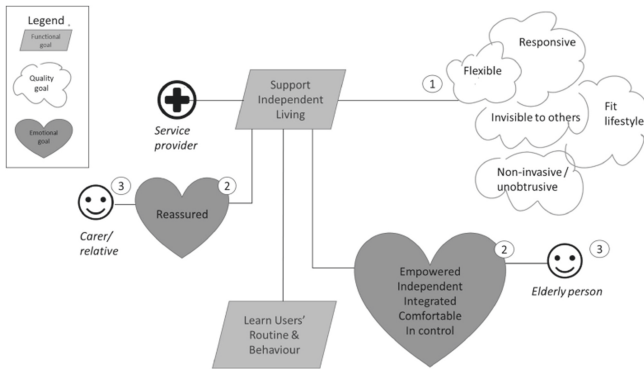 Legend
Functional
goal
Quality
goal
Emotional
goal
Service
provider
Support
Independent
Living
1
Flexible
Responsive
Invisible to others
Fit
lifestyle
Non-invasive/
unobtrusive
3
Carer/
relative
2
Reassured
Learn Users'
Routine &
Behaviour
Empowered
Independent
Integrated
Comfortable
In control
2
3
Elderly person